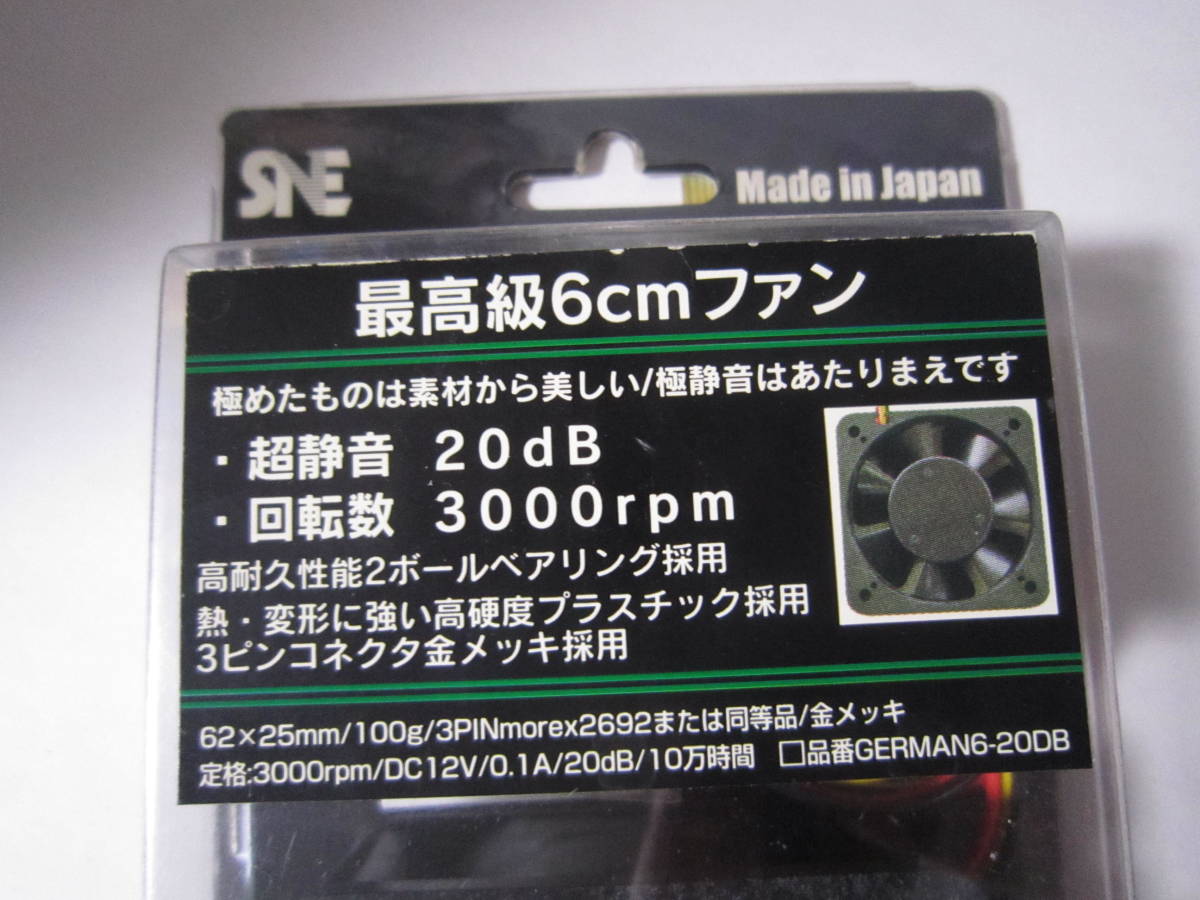 SNE
Made in Japan
最高級6cmファン
極めたものは素材から美しい/極静音はあたりまえです
・超静音 20dB
・回転数 3000rpm
高耐久性能2ボールベアリング採用
熱・変形に強い高硬度プラスチック採用
3ピンコネクタ金メッキ採用
62×25mm/100g/3PINmorex2692または同等品/金メッキ
定格:3000rpm/DC12V/0.1A/20dB/10万時間 □品番GERMAN6-20DB